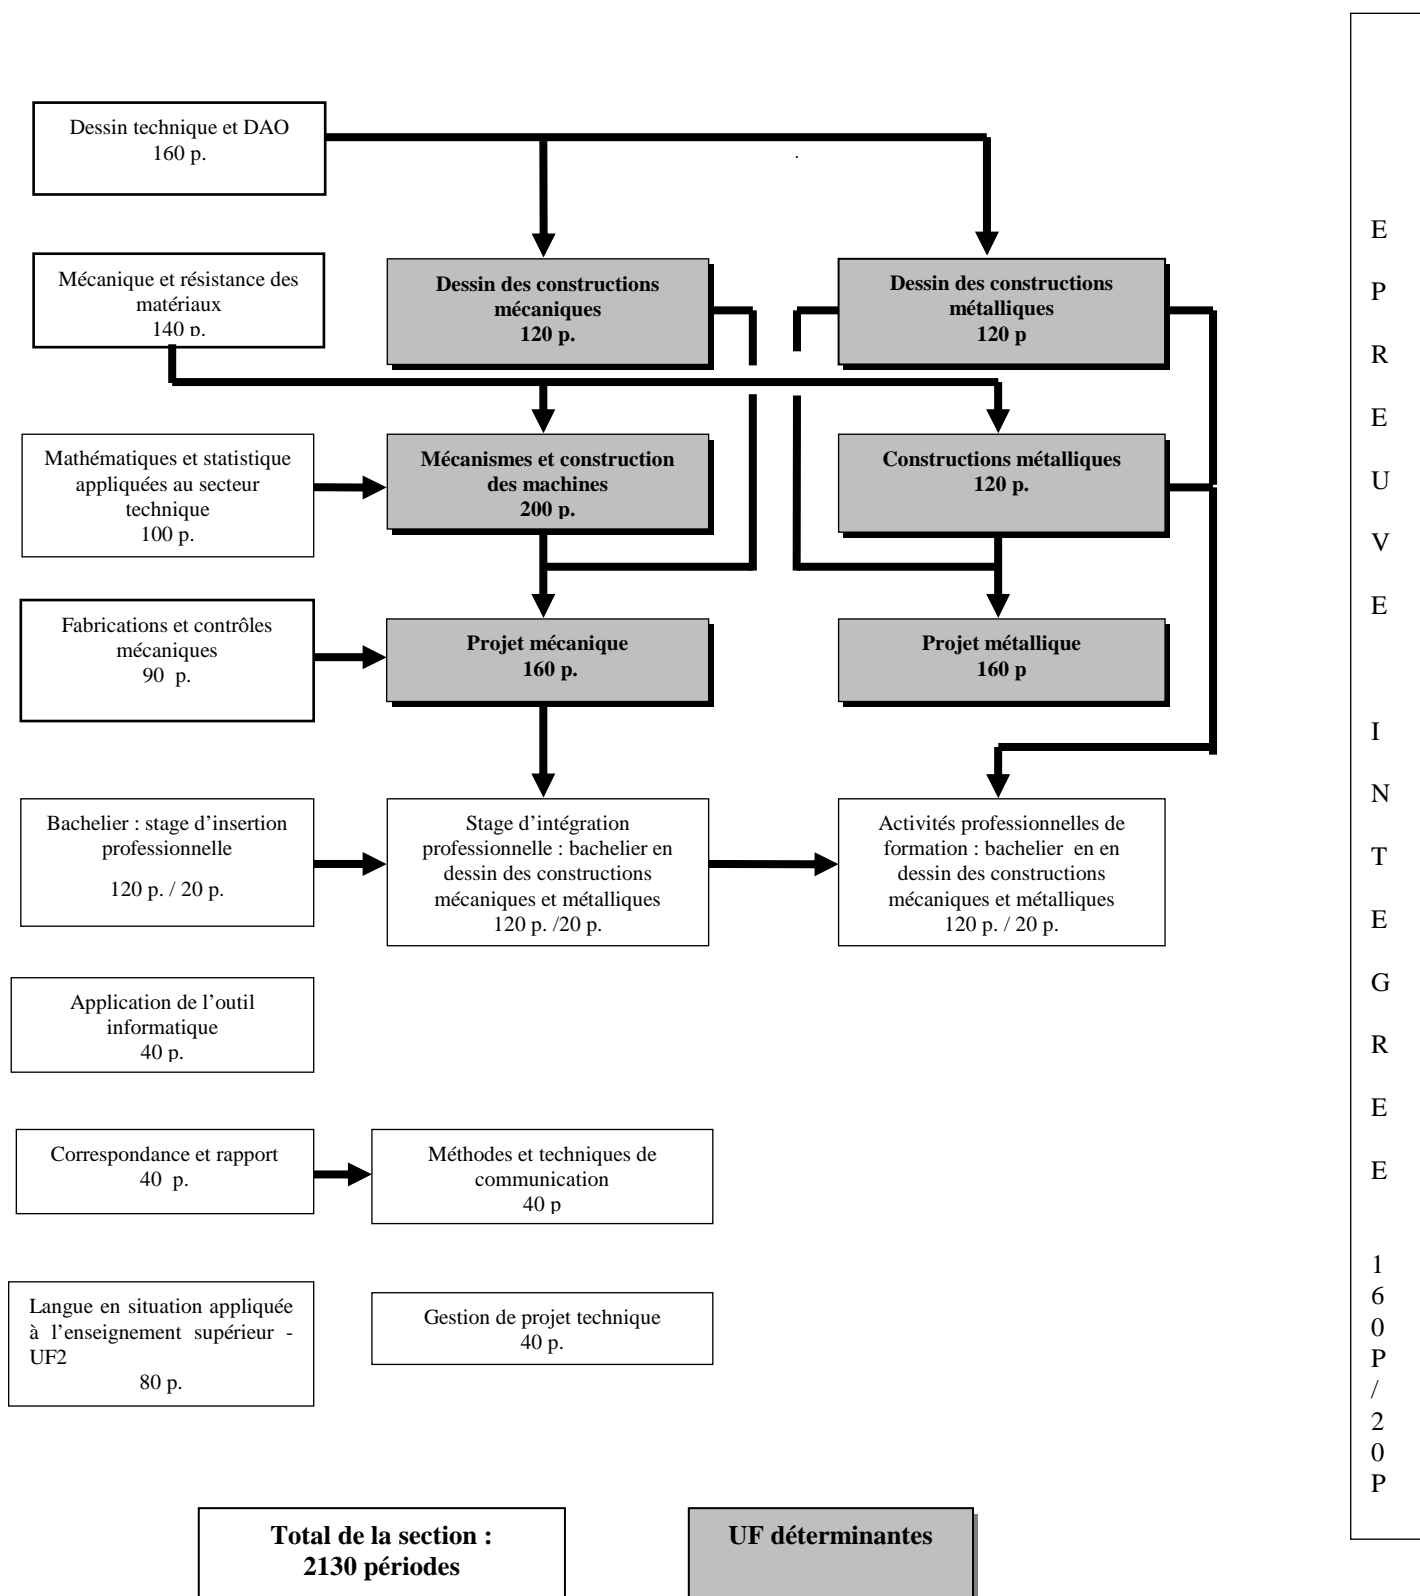 Dessin technique et DAO
160 p.
Mécanique et résistance des
matériaux
140 p.
Dessin des constructions
mécaniques
120 p.
Dessin des constructions
métalliques
120 p
Mathématiques et statistique
appliquées au secteur
technique
100 p.
Mécanismes et construction
des machines
200 p.
Constructions métalliques
120 p.
Fabrications et contrôles
mécaniques
90 p.
Projet mécanique
160 p.
Projet métallique
160 p
Bachelier : stage d’insertion
professionnelle
120 p. / 20 p.
Stage d’intégration
professionnelle : bachelier en
dessin des constructions
mécaniques et métalliques
120 p. /20 p.
Activités professionnelles de
formation : bachelier en en
dessin des constructions
mécaniques et métalliques
120 p. / 20 p.
Application de l’outil
informatique
40 p.
Correspondance et rapport
40 p.
Méthodes et techniques de
communication
40 p
Langue en situation appliquée
à l’enseignement supérieur -
UF2
80 p.
Gestion de projet technique
40 p.
Total de la section :
2130 périodes
UF déterminantes
E
P
R
E
U
V
E
I
N
T
E
G
R
E
E
1
6
0
P
/
2
0
P